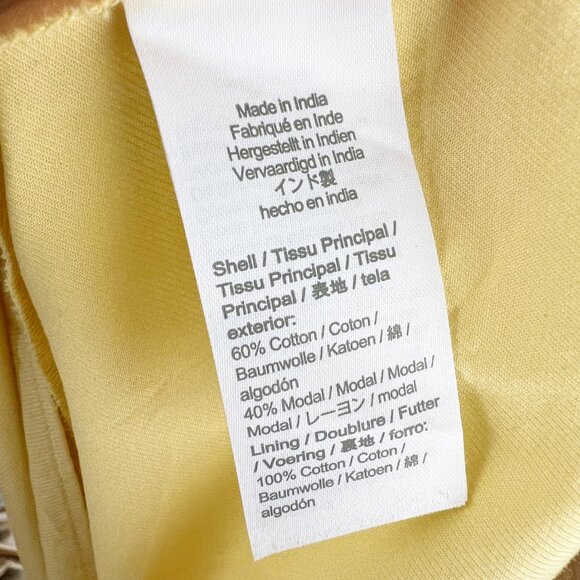 Made in India
Fabriqué en Inde
Hergestellt in Indien
Vervaardigd in India
インド製
hecho en india
Shell / Tissu Principal /
Tissu Principal / Tissu
Principal / 表地 / tela
exterior:
60% Cotton / Coton /
Baumwolle / Katoen / 綿 /
algodón
40% Modal / Modal / Modal /
Modal / レーヨン / modal
Lining / Doublure / Futter
/ Voering / 裏地 / forro:
100% Cotton / Coton /
Baumwolle / Katoen / 綿 /
algodón